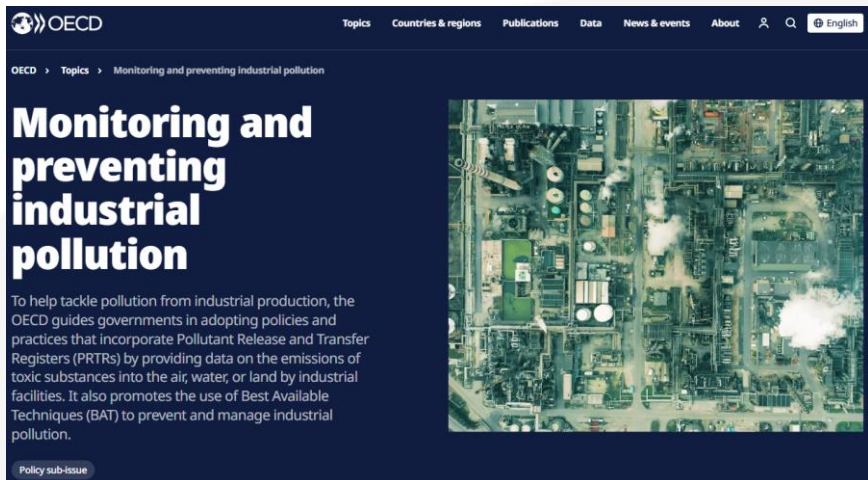 OECD
Topics Countries & regions Publications Data News & events About English
OECD > Topics > Monitoring and preventing industrial pollution
Monitoring and
preventing
industrial
pollution
To help tackle pollution from industrial production, the
OECD guides governments in adopting policies and
practices that incorporate Pollutant Release and Transfer
Registers (PRTRs) by providing data on the emissions of
toxic substances into the air, water, or land by industrial
facilities. It also promotes the use of Best Available
Techniques (BAT) to prevent and manage industrial
pollution.
Policy sub-issue